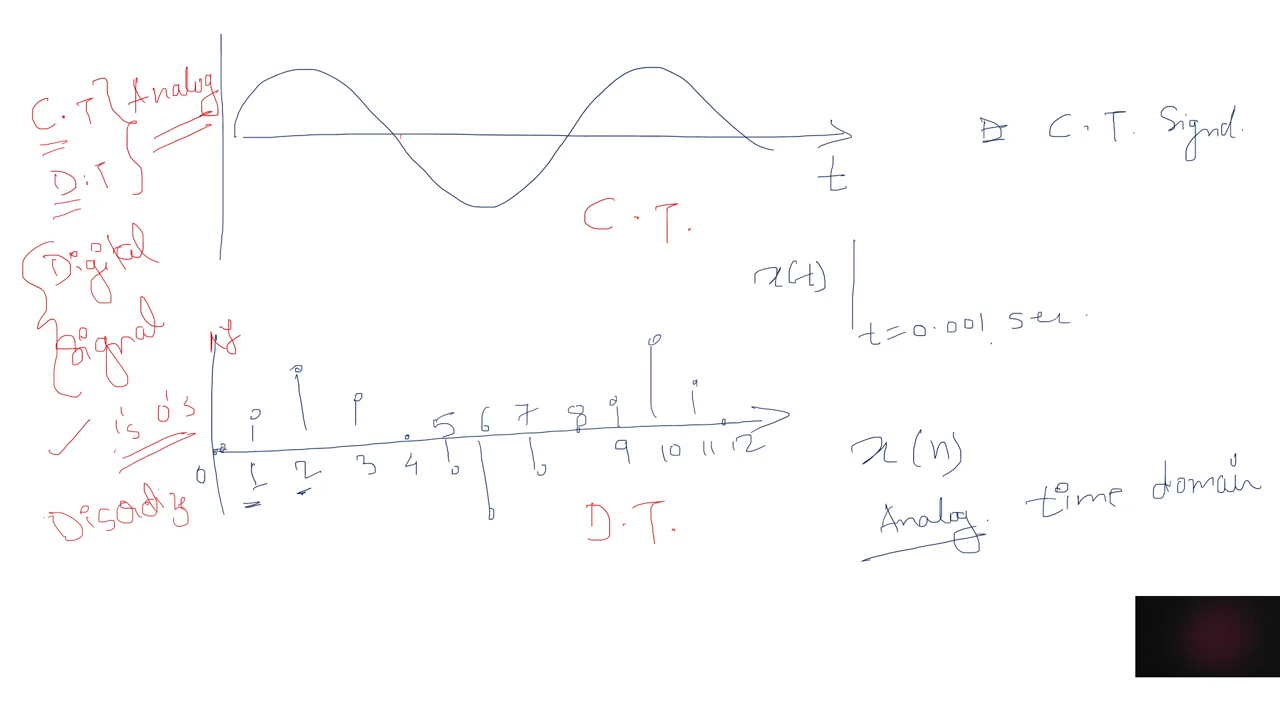 C.T } Analog
D.T
Digital
Signal
1's 0's
t
C.T.
C.T. Signal.
x(t) | t=0.001 sec.
0 1 2 3 4 5 6 7 8 9 10 11 12
D.T.
x(n)
Analog. time domain